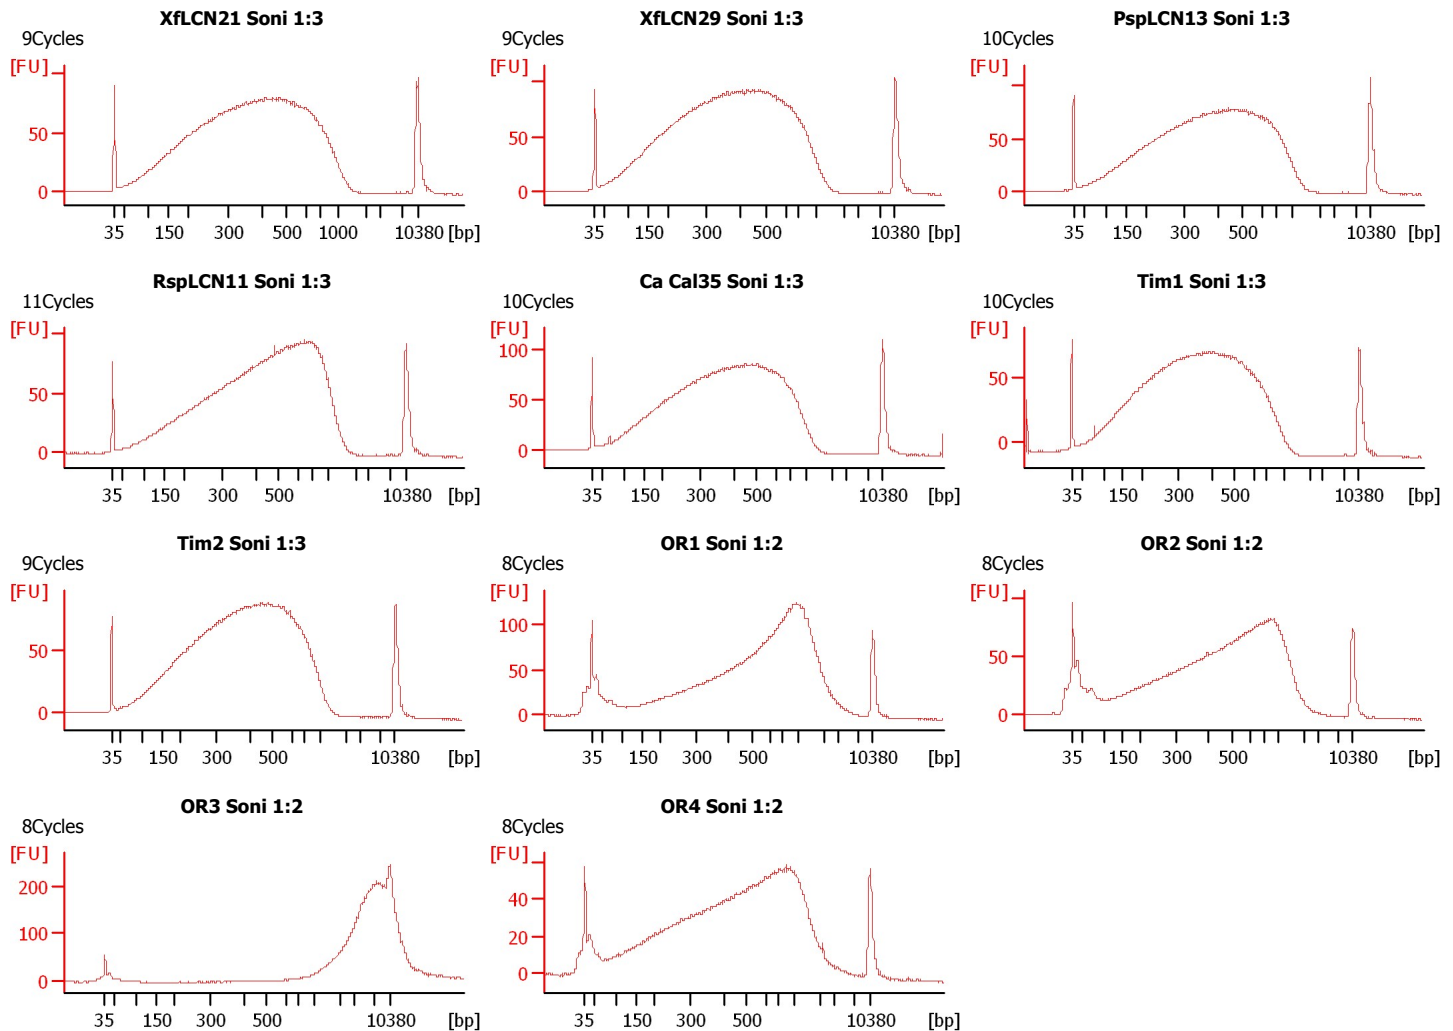 XfLCN21 Soni 1:3
9Cycles
[FU]
50
0
35 150 300 500 1000 10380 [bp]
XfLCN29 Soni 1:3
9Cycles
[FU]
50
0
35 150 300 500 10380 [bp]
PspLCN13 Soni 1:3
10Cycles
[FU]
50
0
35 150 300 500 10380 [bp]
RspLCN11 Soni 1:3
11Cycles
[FU]
50
0
35 150 300 500 10380 [bp]
Ca Cal35 Soni 1:3
10Cycles
[FU]
100
50
0
35 150 300 500 10380 [bp]
Tim1 Soni 1:3
10Cycles
[FU]
50
0
35 150 300 500 10380 [bp]
Tim2 Soni 1:3
9Cycles
[FU]
50
0
35 150 300 500 10380 [bp]
OR1 Soni 1:2
8Cycles
[FU]
100
50
0
35 150 300 500 10380 [bp]
OR2 Soni 1:2
8Cycles
[FU]
50
0
35 150 300 500 10380 [bp]
OR3 Soni 1:2
8Cycles
[FU]
200
100
0
35 150 300 500 10380 [bp]
OR4 Soni 1:2
8Cycles
[FU]
40
20
0
35 150 300 500 10380 [bp]